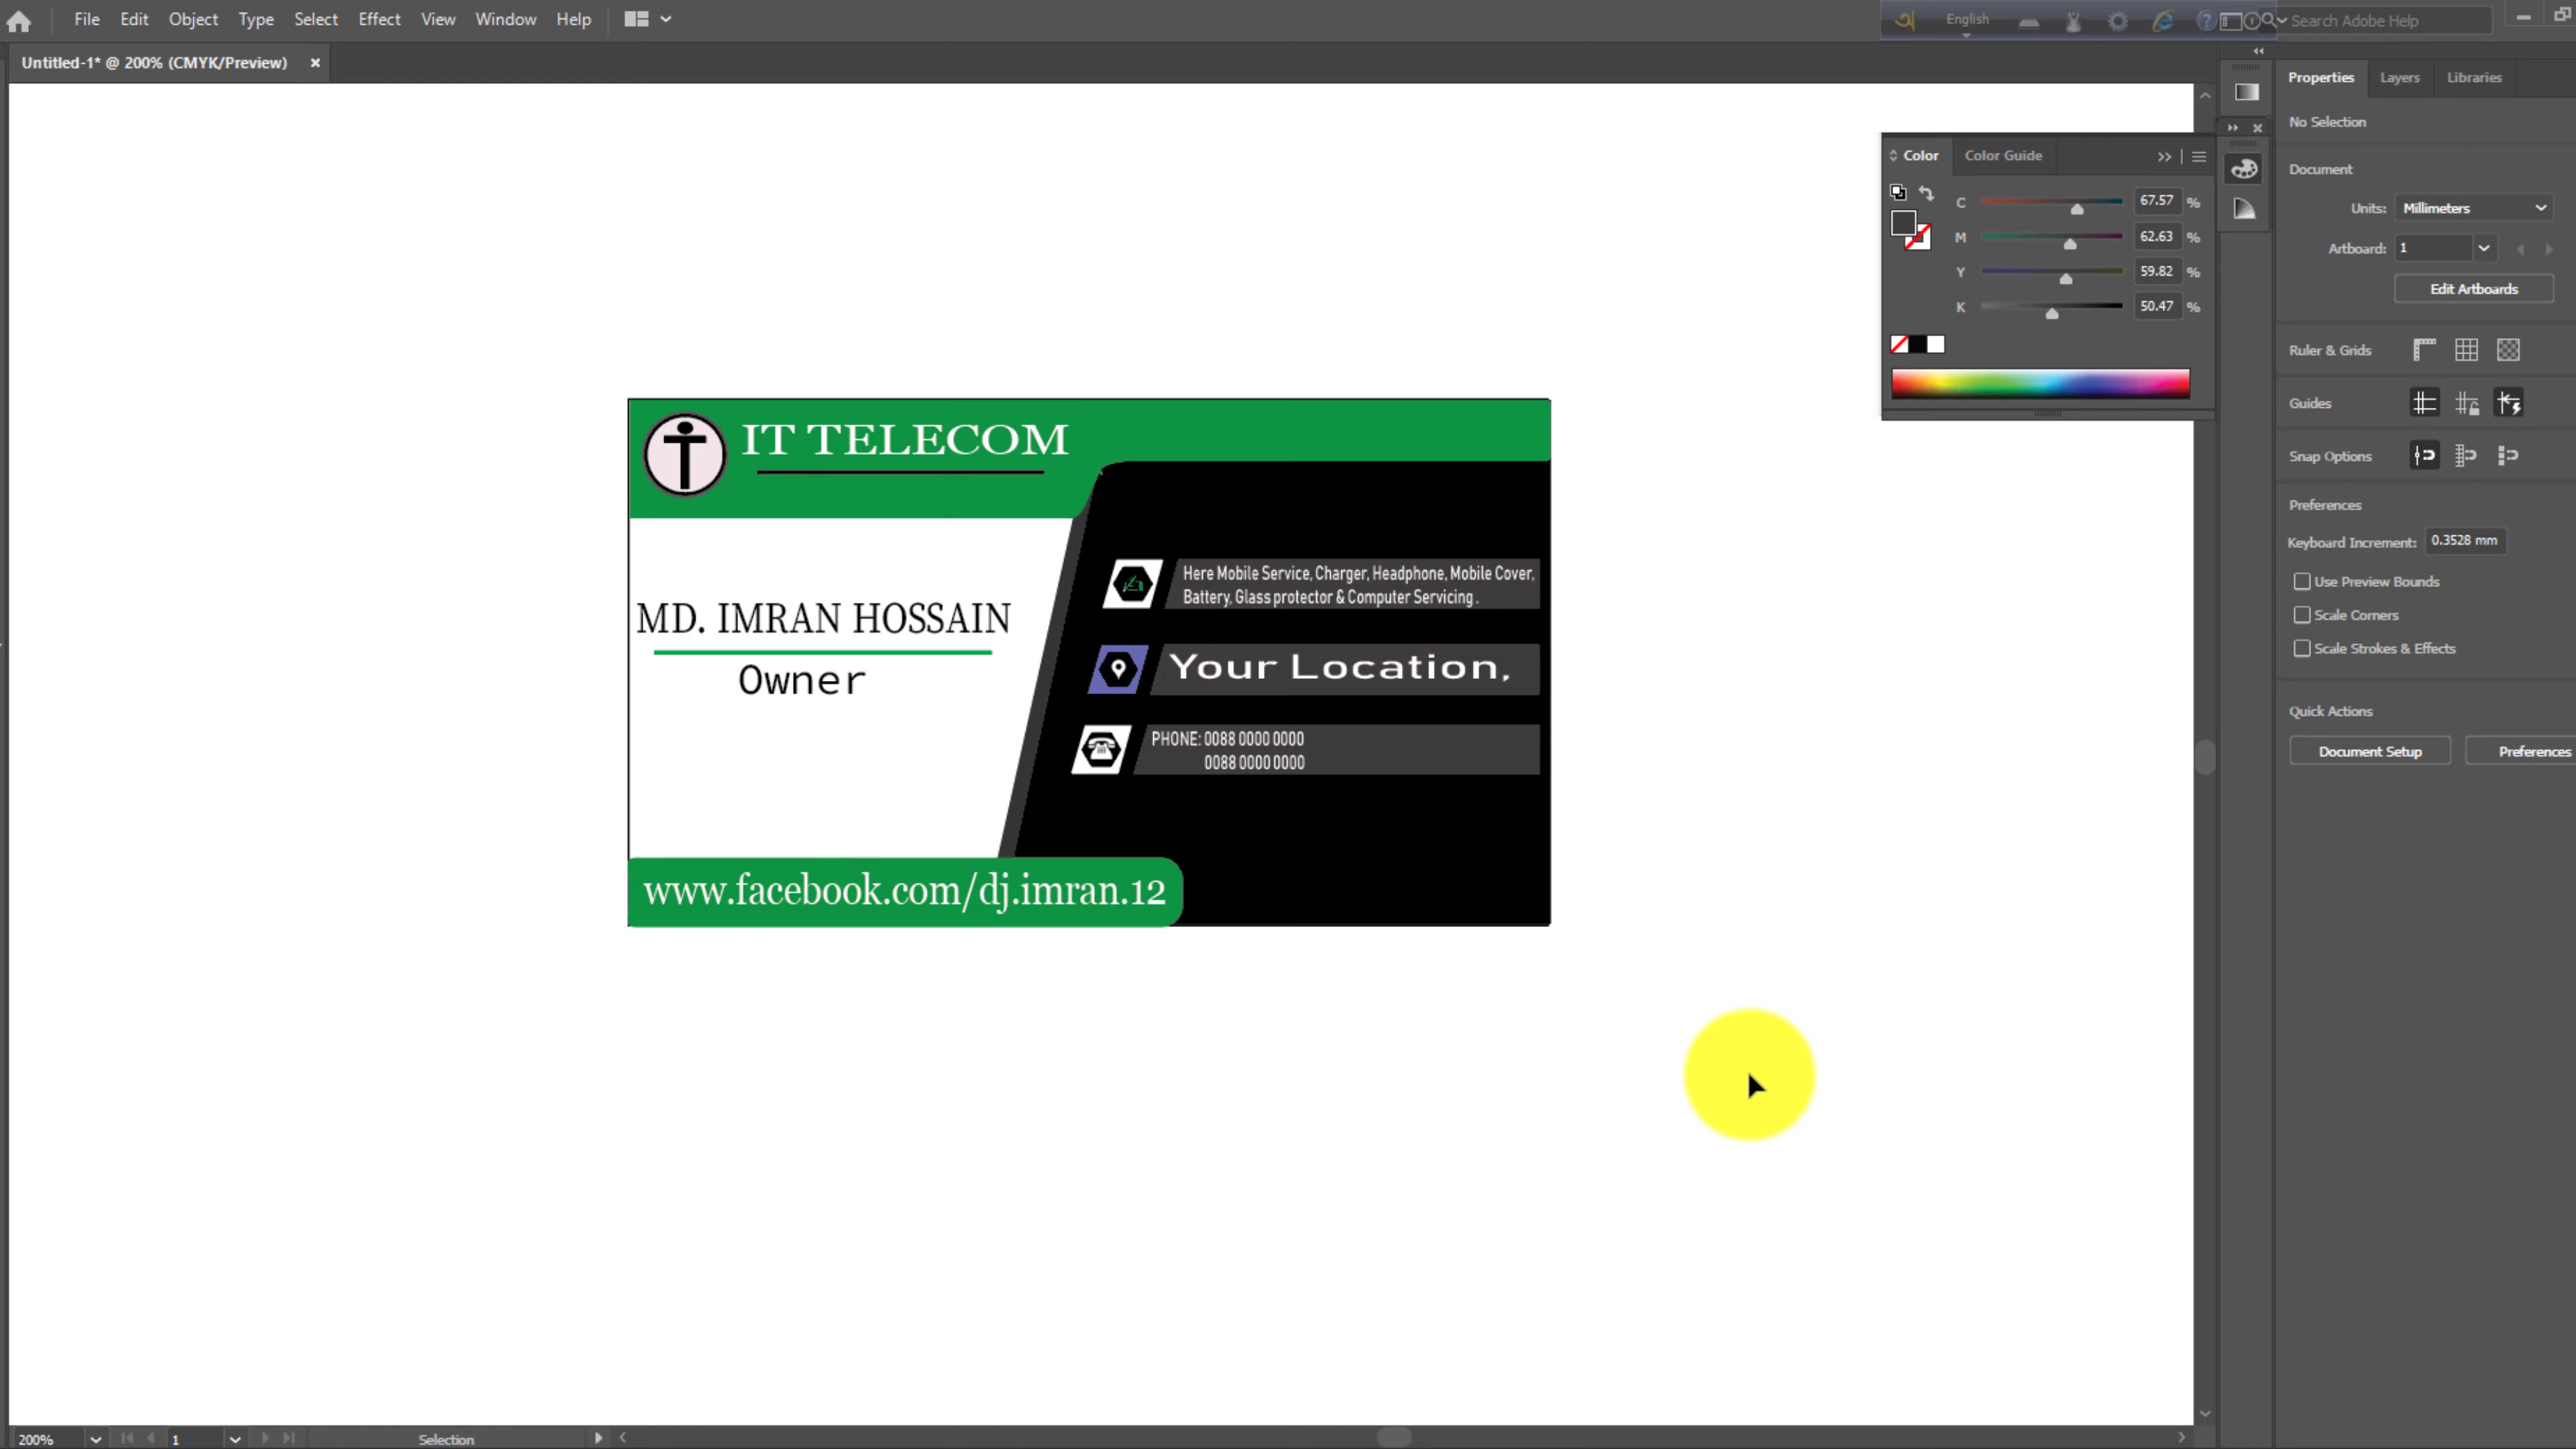 File Edit Object Type Select Effect View Window Help
English
Search Adobe Help
Untitled-1* @ 200% (CMYK/Preview)
Properties Layers Libraries
No Selection
Color Color Guide
C 67.57 %
M 62.63 %
Y 59.82 %
K 50.47 %
Document
Units: Millimeters
Artboard: 1
Edit Artboards
Ruler & Grids
Guides
Snap Options
Preferences
Keyboard Increment: 0.3528 mm
Use Preview Bounds
Scale Corners
Scale Strokes & Effects
Quick Actions
Document Setup Preferences
IT TELECOM
MD. IMRAN HOSSAIN
Owner
Here Mobile Service, Charger, Headphone, Mobile Cover,
Battery, Glass protector & Computer Servicing .
Your Location,
PHONE: 0088 0000 0000
0088 0000 0000
www.facebook.com/dj.imran.12
200% 1 Selection